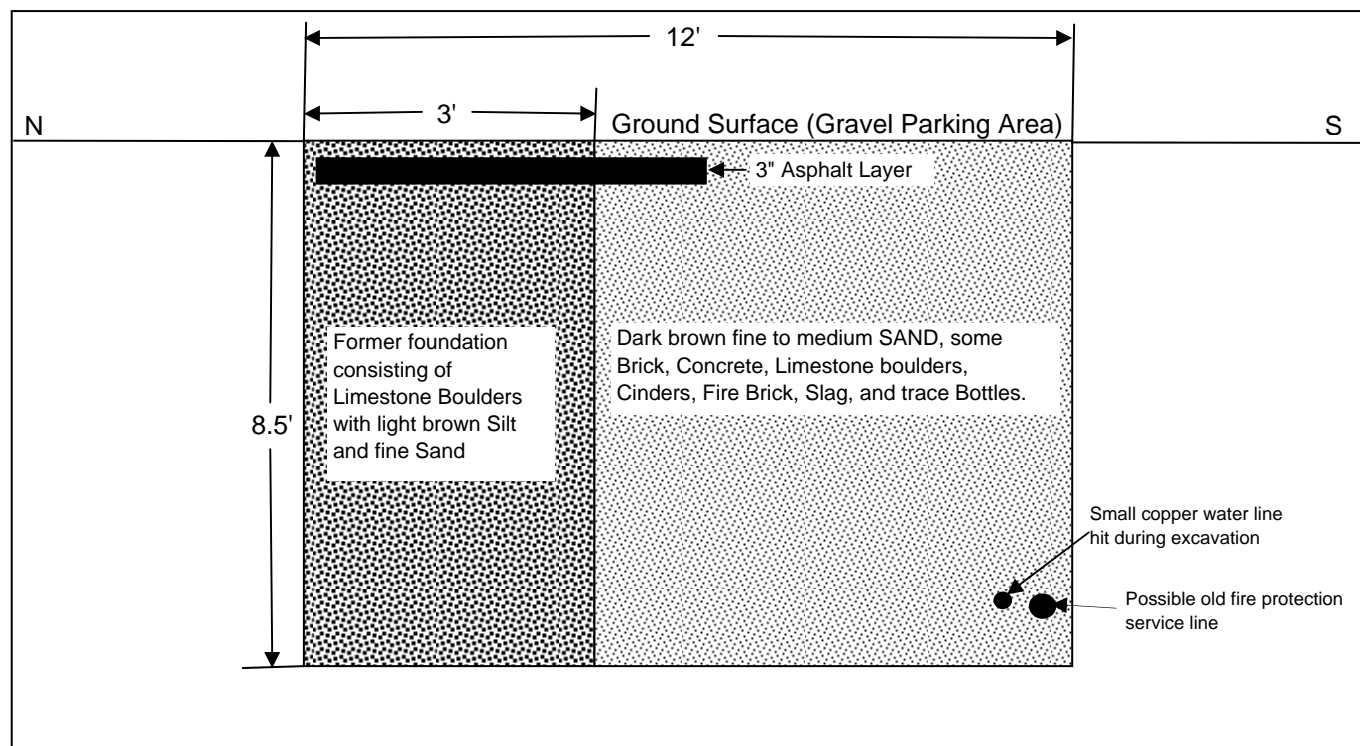 12'
3'
N
Ground Surface (Gravel Parking Area)
S
3" Asphalt Layer
Former foundation
consisting of
Limestone Boulders
with light brown Silt
and fine Sand
Dark brown fine to medium SAND, some
Brick, Concrete, Limestone boulders,
Cinders, Fire Brick, Slag, and trace Bottles.
8.5'
Small copper water line
hit during excavation
Possible old fire protection
service line